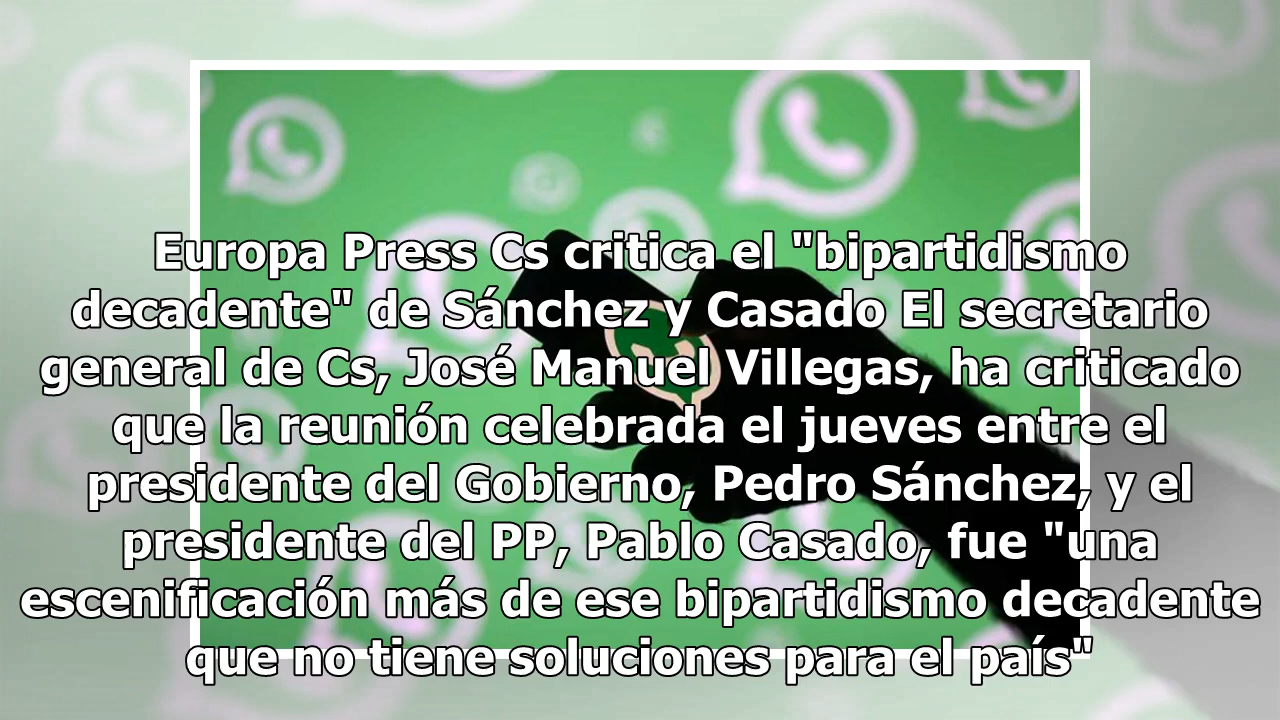 Europa Press Cs critica el "bipartidismo
decadente" de Sánchez y Casado El secretario
general de Cs, José Manuel Villegas, ha criticado
que la reunión celebrada el jueves entre el
presidente del Gobierno, Pedro Sánchez, y el
presidente del PP, Pablo Casado, fue "una
escenificación más de ese bipartidismo decadente
que no tiene soluciones para el país"